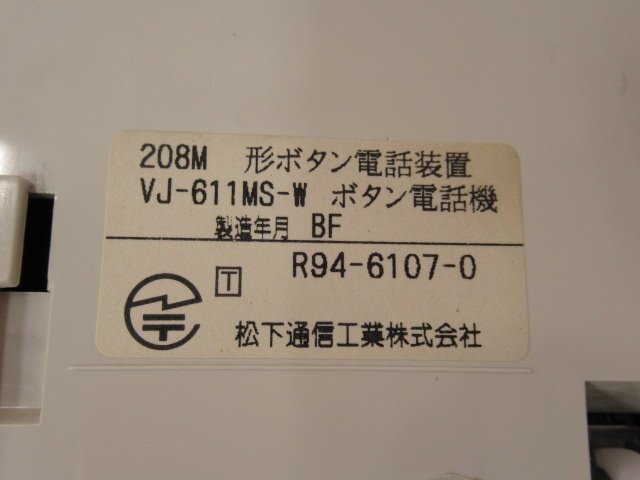 208M 形ボタン電話装置
VJ-611MS-W ボタン電話機
製造年月 BF
T R94-6107-0
松下通信工業株式会社